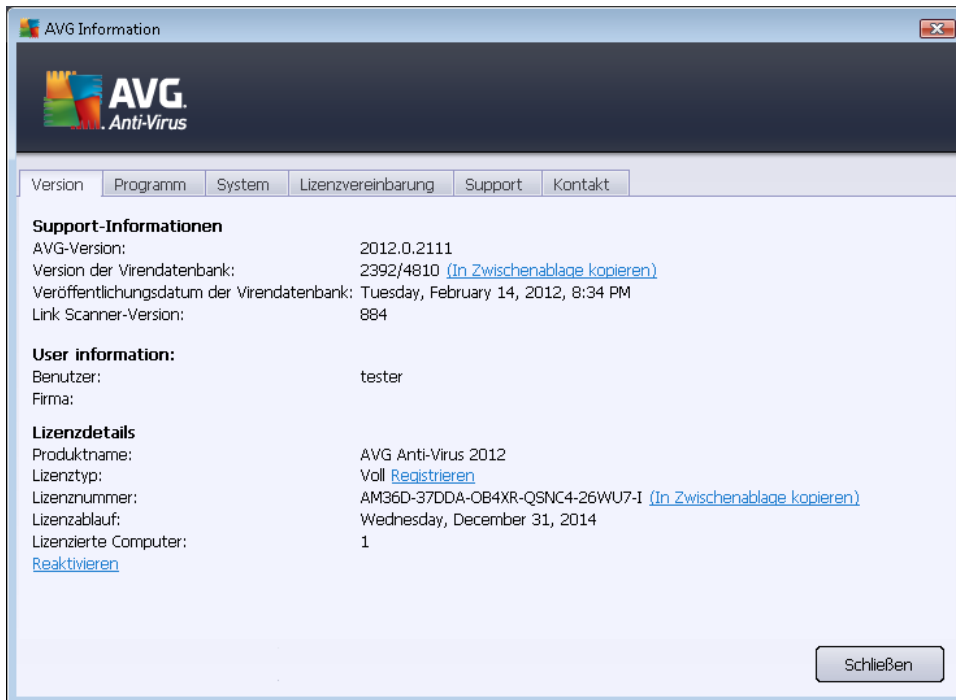 AVG Information
AVG.
Anti-Virus
Version Programm System Lizenzvereinbarung Support Kontakt
Support-Informationen
AVG-Version: 2012.0.2111
Version der Virendatenbank: 2392/4810 (In Zwischenablage kopieren)
Veröffentlichungsdatum der Virendatenbank: Tuesday, February 14, 2012, 8:34 PM
Link Scanner-Version: 884
User information:
Benutzer: tester
Firma:
Lizenzdetails
Produktname: AVG Anti-Virus 2012
Lizenztyp: Voll Registrieren
Lizenznummer: AM36D-37DDA-OB4XR-QSNC4-26WU7-I (In Zwischenablage kopieren)
Lizenzablauf: Wednesday, December 31, 2014
Lizenzierte Computer: 1
Reaktivieren
Schließen